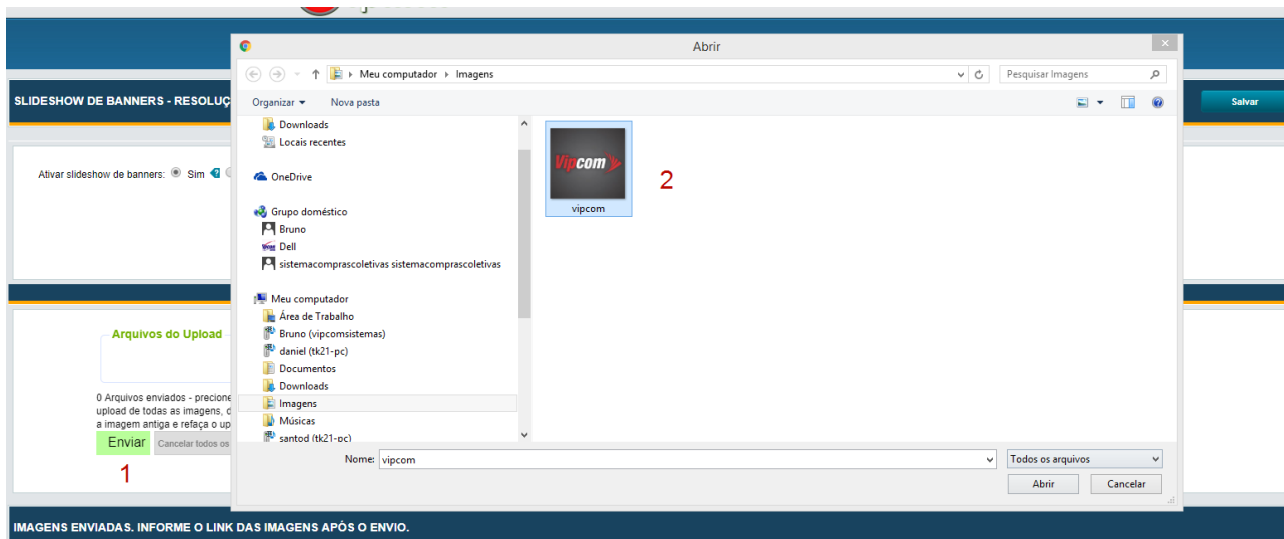 Abrir
Meu computador Imagens
Pesquisar Imagens
SLIDESHOW DE BANNERS - RESOLUÇ
Organizar
Nova pasta
Salvar
Downloads
Locais recentes
Ativar slideshow de banners:
Sim
OneDrive
Vipcom
2
vipcom
Grupo doméstico
Bruno
Dell
sistemacomprascoletivas sistemacomprascoletivas
Meu computador
Área de Trabalho
Bruno (vipcomsistemas)
daniel (tk21-pc)
Documentos
Downloads
Imagens
Músicas
santod (tk21-pc)
Arquivos do Upload
0 Arquivos enviados - precione
upload de todas as imagens, d
a imagem antiga e refaça o up
Enviar
Cancelar todos os
1
Nome: vipcom
Todos os arquivos
Abrir
Cancelar
IMAGENS ENVIADAS. INFORME O LINK DAS IMAGENS APÓS O ENVIO.